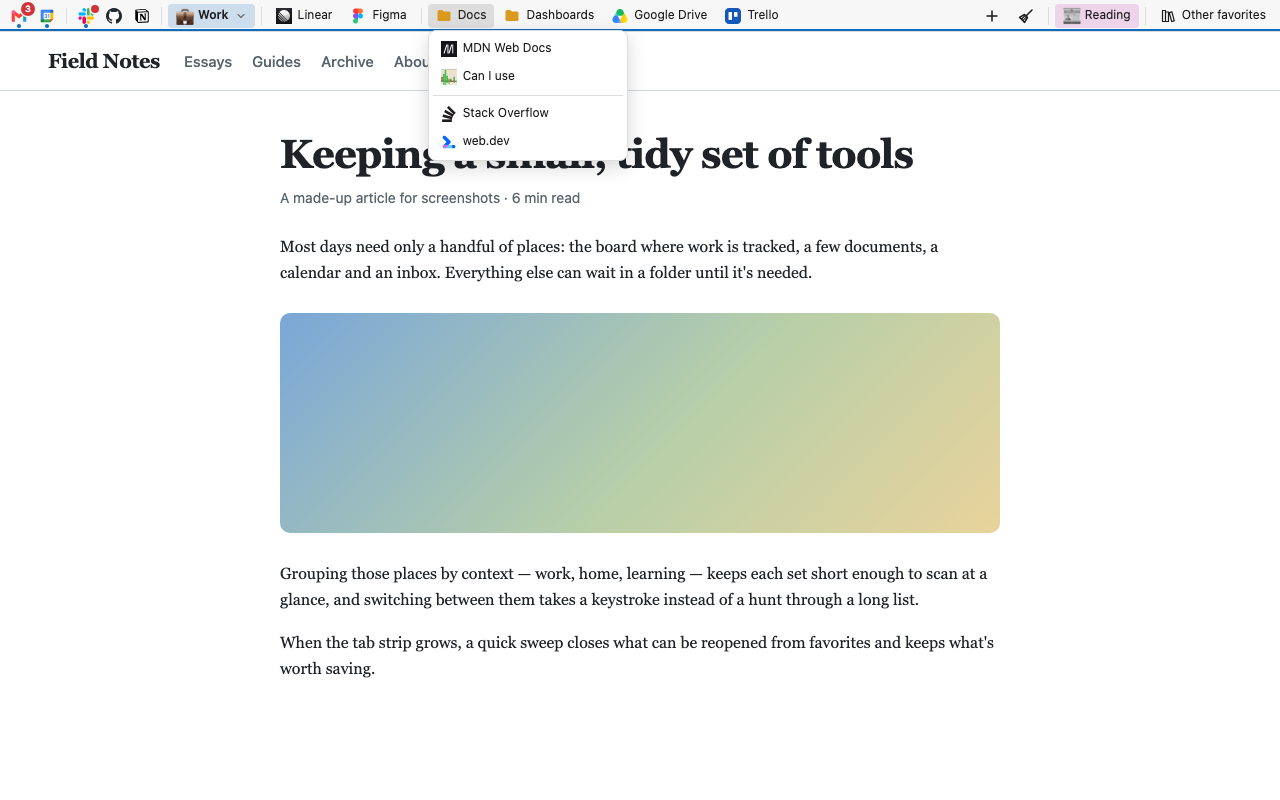 3
Work
Linear
Figma
Docs
Dashboards
Google Drive
Trello
Reading
Other favorites
MDN Web Docs
Can I use
Stack Overflow
web.dev
Field Notes
Essays
Guides
Archive
Abou
Keeping a small, tidy set of tools
A made-up article for screenshots · 6 min read
Most days need only a handful of places: the board where work is tracked, a few documents, a
calendar and an inbox. Everything else can wait in a folder until it's needed.
Grouping those places by context — work, home, learning — keeps each set short enough to scan at a
glance, and switching between them takes a keystroke instead of a hunt through a long list.
When the tab strip grows, a quick sweep closes what can be reopened from favorites and keeps what's
worth saving.